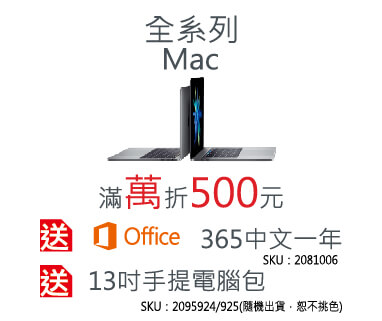 全系列
Mac
滿萬折500元
送 Office 365中文一年
SKU：2081006
送 13吋手提電腦包
SKU：2095924/925(隨機出貨．恕不挑色)